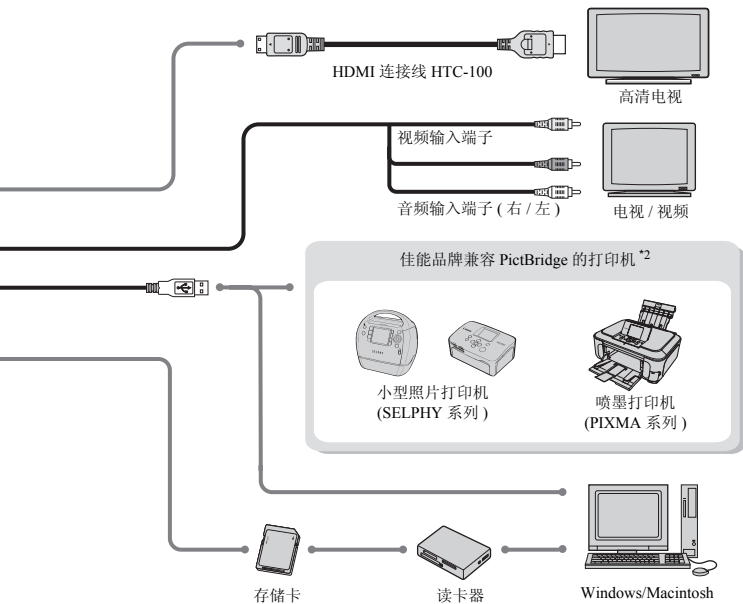 HDMI 连接线 HTC-100
高清电视
视频输入端子
音频输入端子 ( 右 / 左 )
电视 / 视频
佳能品牌兼容 PictBridge 的打印机 *2
小型照片打印机
(SELPHY 系列 )
喷墨打印机
(PIXMA 系列 )
存储卡
读卡器
Windows/Macintosh